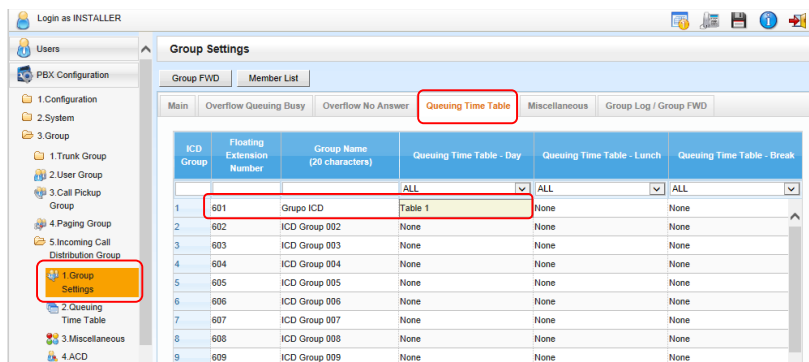 Login as INSTALLER
Users
PBX Configuration
1.Configuration
2.System
3.Group
1.Trunk Group
2.User Group
3.Call Pickup
Group
4.Paging Group
5.Incoming Call
Distribution Group
1.Group
Settings
2.Queuing
Time Table
3.Miscellaneous
4.ACD
Group Settings
Group FWD Member List
Main Overflow Queuing Busy Overflow No Answer Queuing Time Table Miscellaneous Group Log / Group FWD
ICD
Group
Floating
Extension
Number
Group Name
(20 characters)
Queuing Time Table - Day
Queuing Time Table - Lunch
Queuing Time Table - Break
ALL ALL ALL
1 601 Grupo ICD Table 1 None None
2 602 ICD Group 002 None None None
3 603 ICD Group 003 None None None
4 604 ICD Group 004 None None None
5 605 ICD Group 005 None None None
6 606 ICD Group 006 None None None
7 607 ICD Group 007 None None None
8 608 ICD Group 008 None None None
9 609 ICD Group 009 None None None